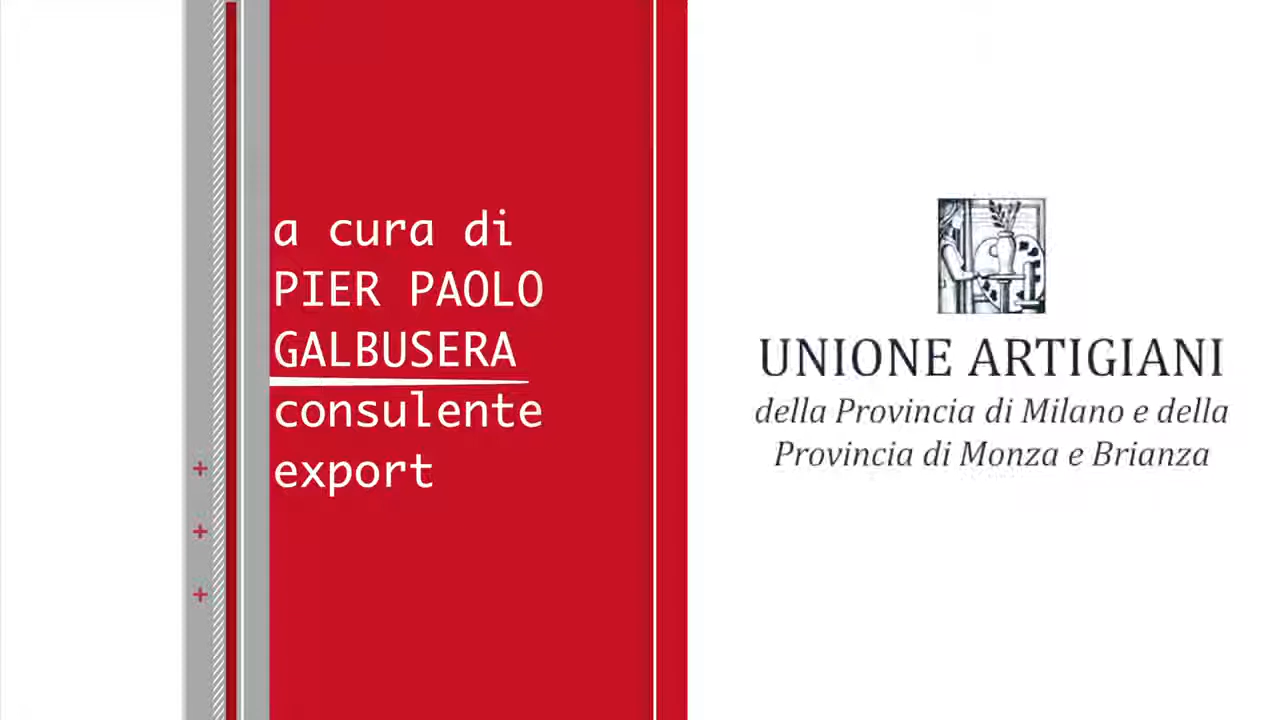 a cura di
PIER PAOLO
GALBUSERA
consulente
export
UNIONE ARTIGIANI
della Provincia di Milano e della
Provincia di Monza e Brianza